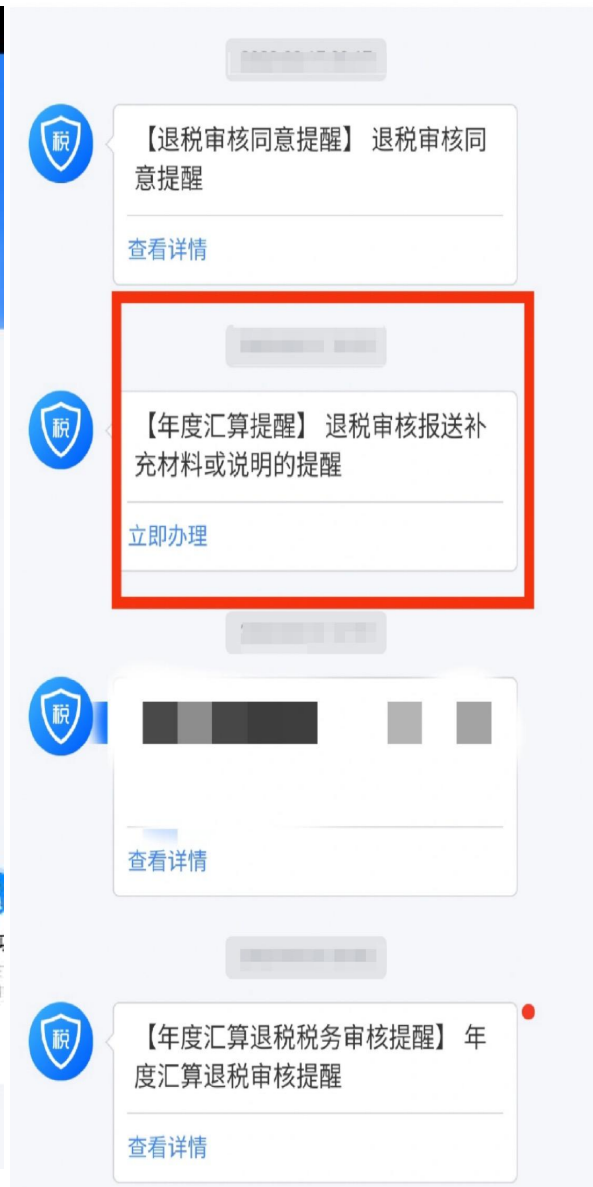 税
【退税审核同意提醒】 退税审核同
意提醒
查看详情
税
【年度汇算提醒】 退税审核报送补
充材料或说明的提醒
立即办理
税
查看详情
税
【年度汇算退税税务审核提醒】 年
度汇算退税审核提醒
查看详情